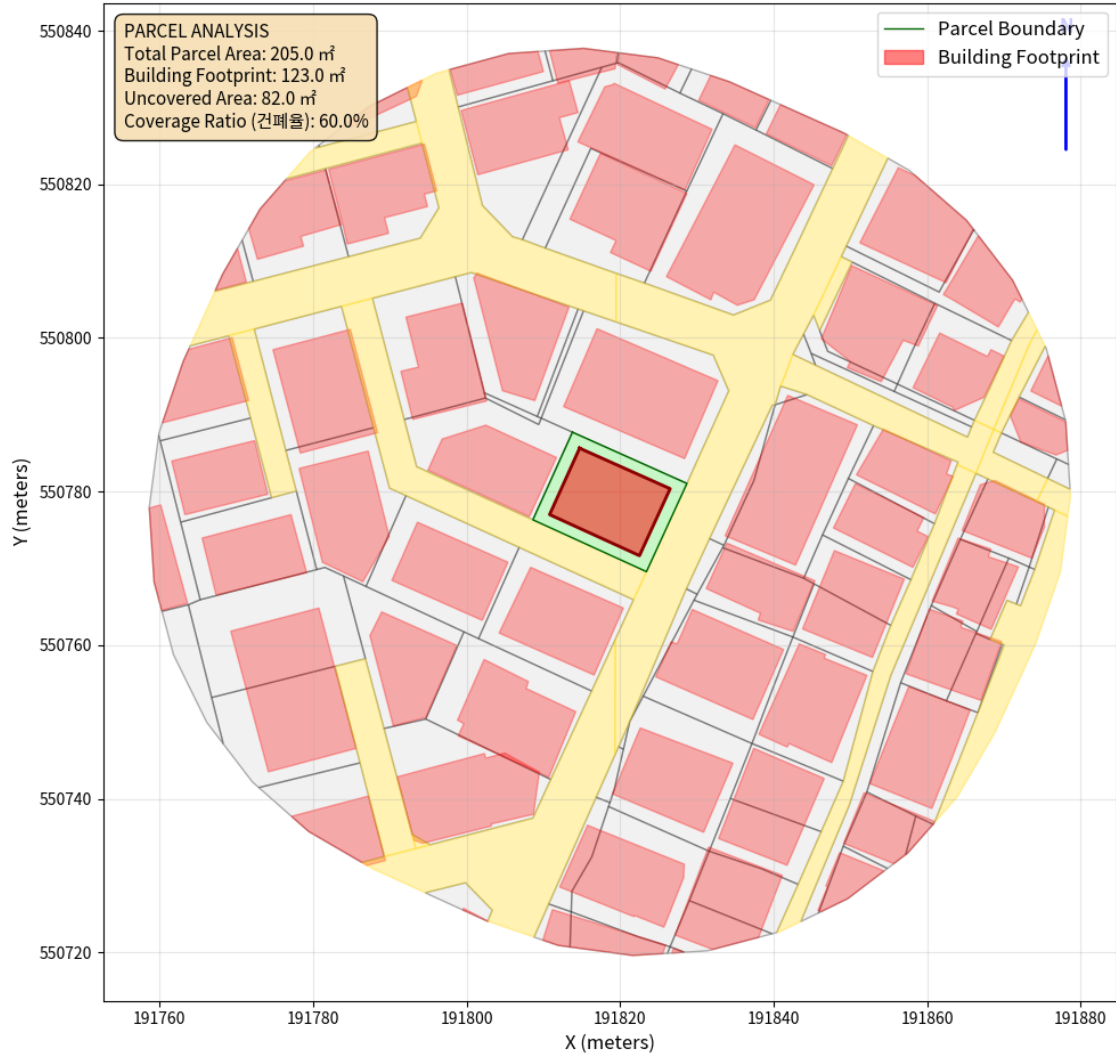 PARCEL ANALYSIS
Total Parcel Area: 205.0 ㎡
Building Footprint: 123.0 ㎡
Uncovered Area: 82.0 ㎡
Coverage Ratio (건폐율): 60.0%
Parcel Boundary
Building Footprint
N
550840
550820
550800
550780
550760
550740
550720
Y (meters)
191760
191780
191800
191820
191840
191860
191880
X (meters)